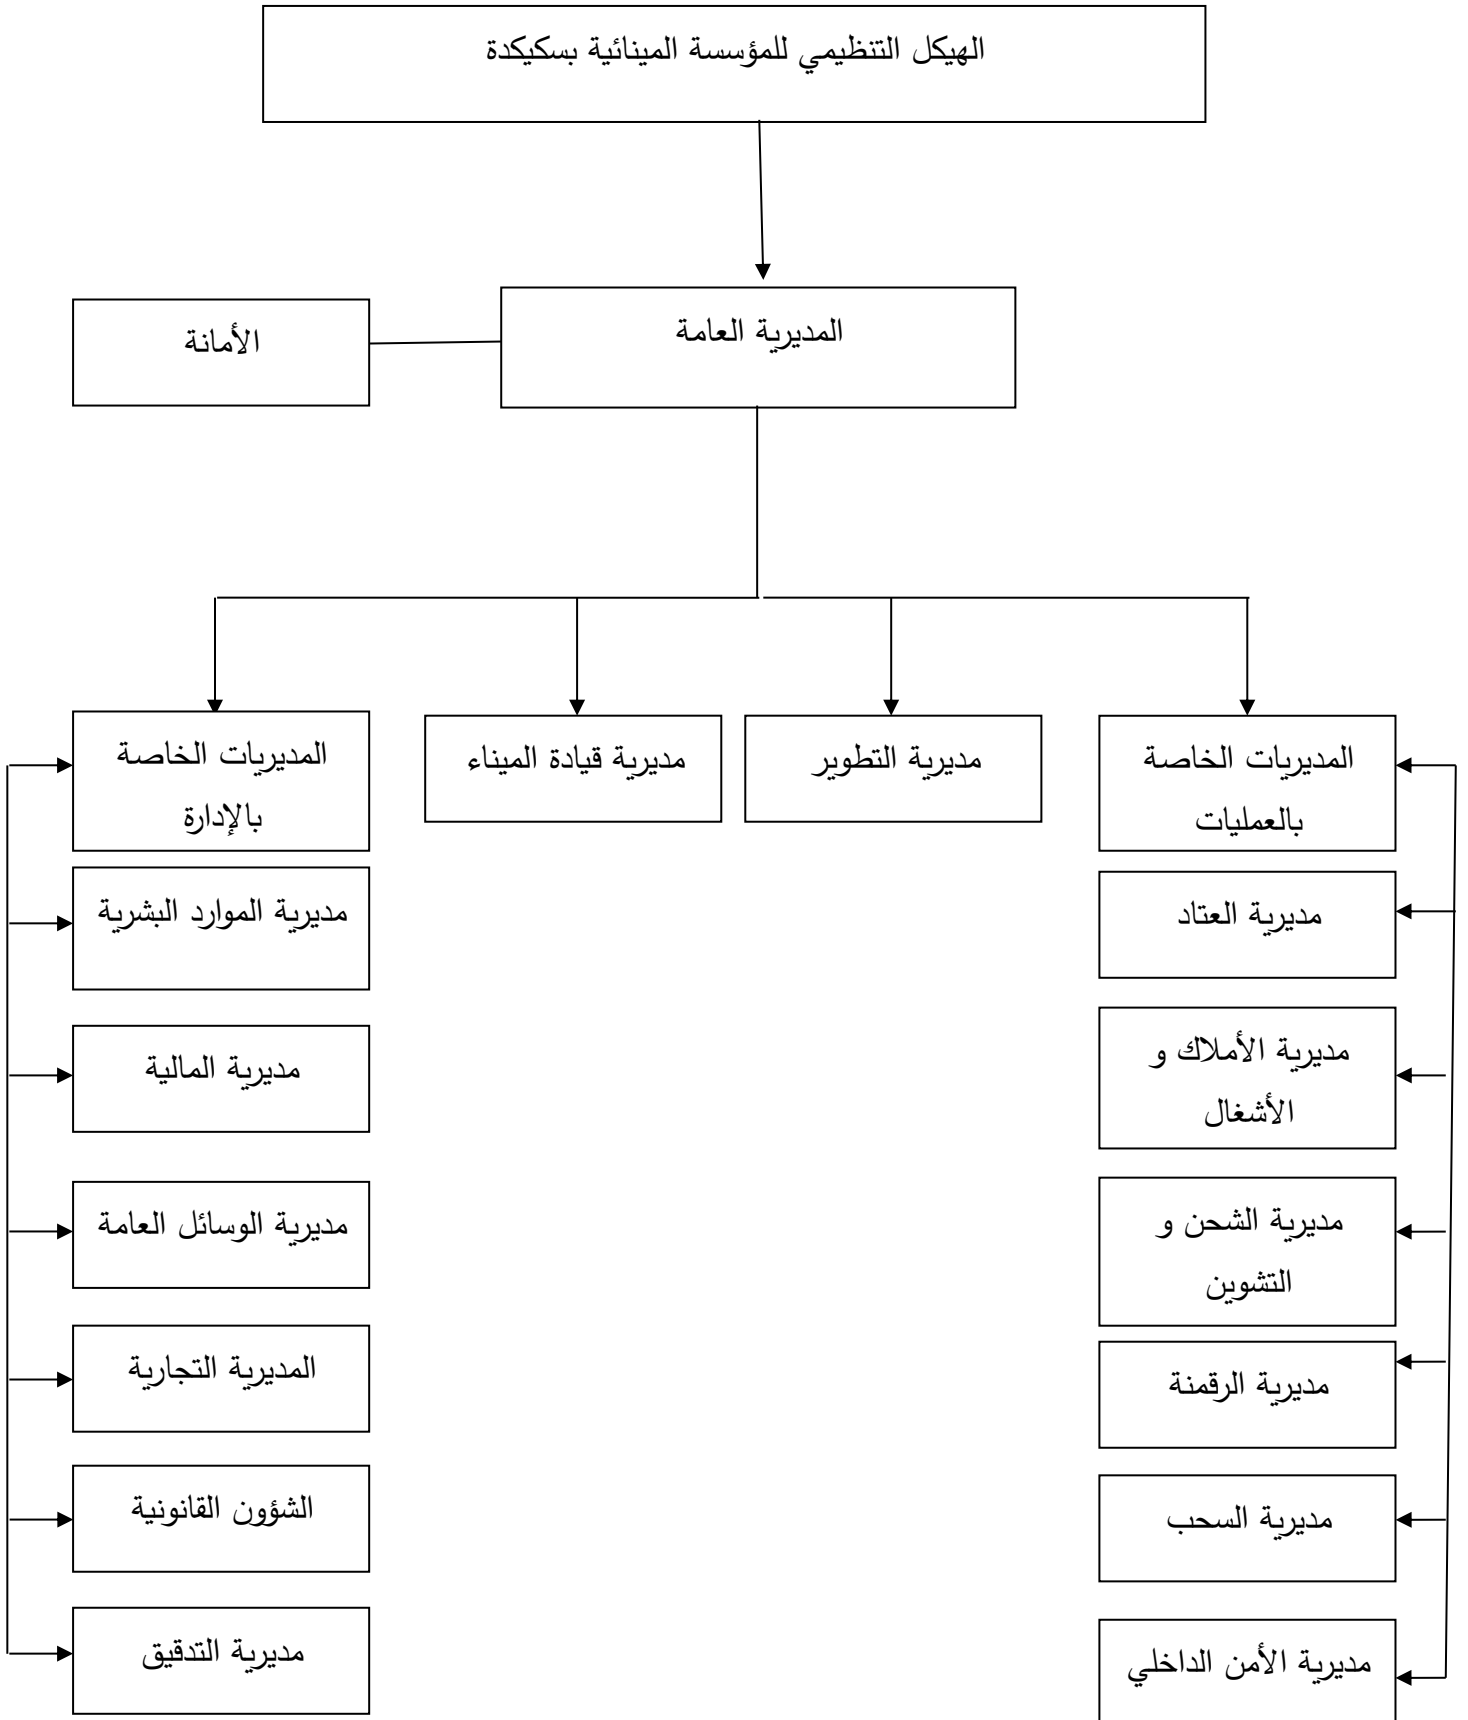 الهيكل التنظيمي للمؤسسة المينائية بسكيكدة
المديرية العامة
الأمانة
المديريات الخاصة
بالعمليات
مديرية التطوير
مديرية قيادة الميناء
المديريات الخاصة
بالإدارة
مديرية العتاد
مديرية الأملاك و
الأشغال
مديرية الشحن و
التشوين
مديرية الرقمنة
مديرية السحب
مديرية الأمن الداخلي
مديرية الموارد البشرية
مديرية المالية
مديرية الوسائل العامة
المديرية التجارية
الشؤون القانونية
مديرية التدقيق